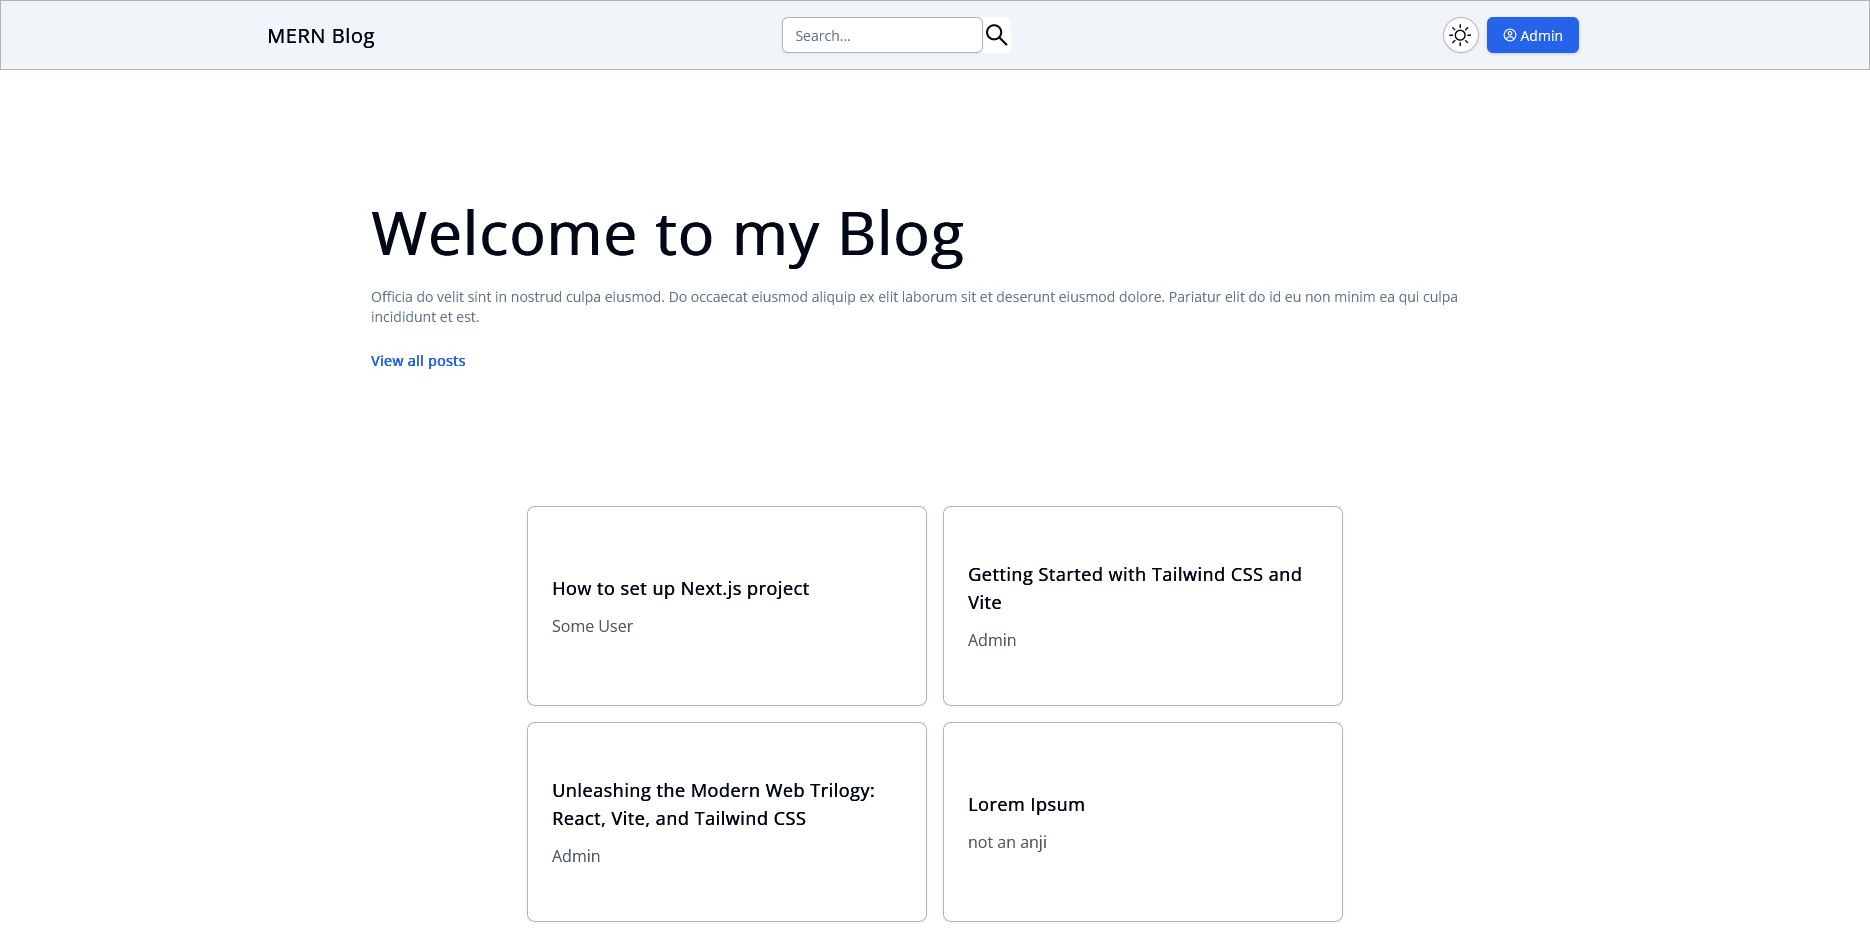 MERN Blog
Search...
Admin
Welcome to my Blog
Officia do velit sint in nostrud culpa eiusmod. Do occaecat eiusmod aliquip ex elit laborum sit et deserunt eiusmod dolore. Pariatur elit do id eu non minim ea qui culpa
incididunt et est.
View all posts
How to set up Next.js project
Some User
Getting Started with Tailwind CSS and
Vite
Admin
Unleashing the Modern Web Trilogy:
React, Vite, and Tailwind CSS
Admin
Lorem Ipsum
not an anji